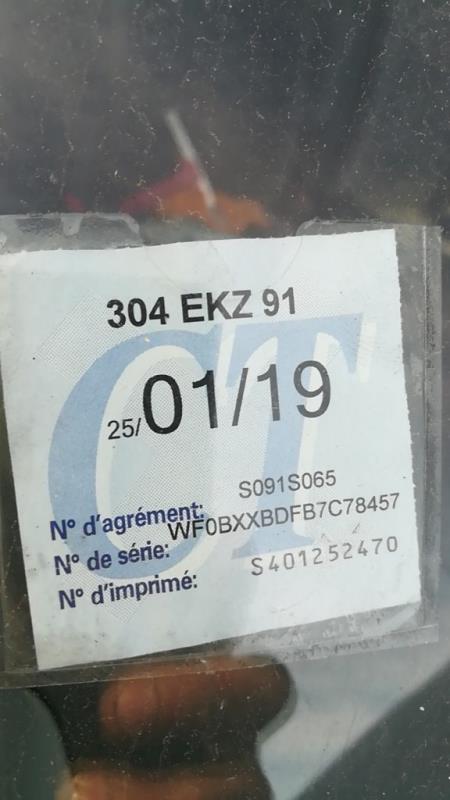 CT
304 EKZ 91
25/01/19
N° d'agrément: S091S065
N° de série: WF0BXXBDFB7C78457
N° d'imprimé: S401252470